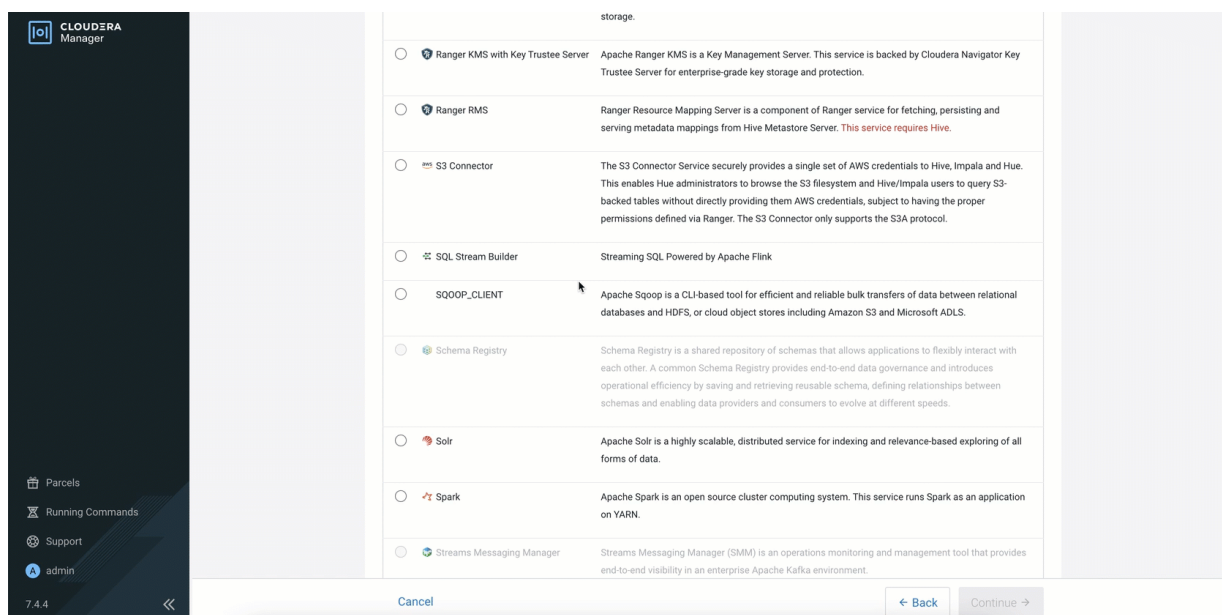 CLOUDERA
Manager
Parcels
Running Commands
Support
A admin
7.4.4
storage.
Ranger KMS with Key Trustee Server
Apache Ranger KMS is a Key Management Server. This service is backed by Cloudera Navigator Key
Trustee Server for enterprise-grade key storage and protection.
Ranger RMS
Ranger Resource Mapping Server is a component of Ranger service for fetching, persisting and
serving metadata mappings from Hive Metastore Server. This service requires Hive.
aws S3 Connector
The S3 Connector Service securely provides a single set of AWS credentials to Hive, Impala and Hue.
This enables Hue administrators to browse the S3 filesystem and Hive/Impala users to query S3-
backed tables without directly providing them AWS credentials, subject to having the proper
permissions defined via Ranger. The S3 Connector only supports the S3A protocol.
SQL Stream Builder
Streaming SQL Powered by Apache Flink
SQOOP_CLIENT
Apache Sqoop is a CLI-based tool for efficient and reliable bulk transfers of data between relational
databases and HDFS, or cloud object stores including Amazon S3 and Microsoft ADLS.
Schema Registry
Schema Registry is a shared repository of schemas that allows applications to flexibly interact with
each other. A common Schema Registry provides end-to-end data governance and introduces
operational efficiency by saving and retrieving reusable schema, defining relationships between
schemas and enabling data providers and consumers to evolve at different speeds.
Solr
Apache Solr is a highly scalable, distributed service for indexing and relevance-based exploring of all
forms of data.
Spark
Apache Spark is an open source cluster computing system. This service runs Spark as an application
on YARN.
Streams Messaging Manager
Streams Messaging Manager (SMM) is an operations monitoring and management tool that provides
end-to-end visibility in an enterprise Apache Kafka environment.
Cancel
← Back
Continue →